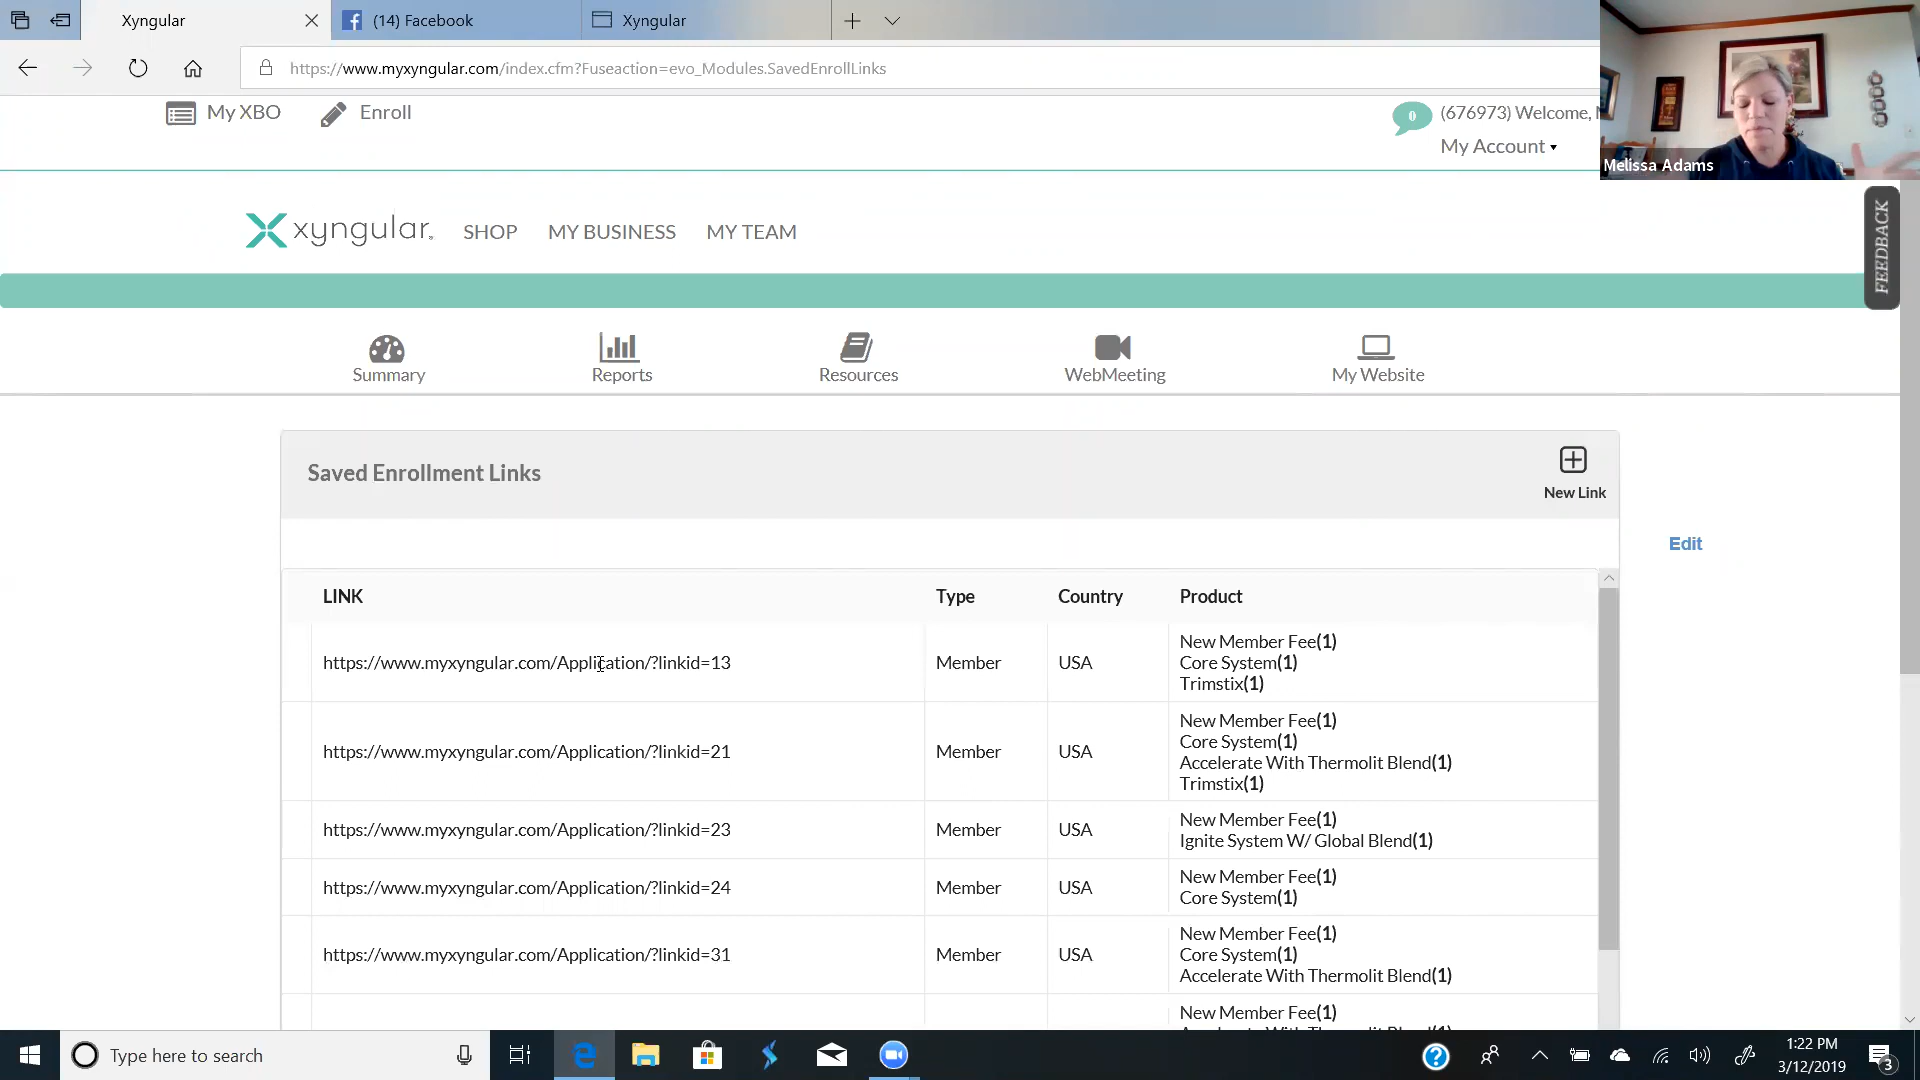 Xyngular
(14) Facebook
Xyngular
https://www.myxyngular.com/index.cfm?Fuseaction=evo_Modules.SavedEnrollLinks
My XBO
Enroll
0
(676973) Welcome,
My Account
Melissa Adams
FEEDBACK
xyngular
SHOP
MY BUSINESS
MY TEAM
Summary
Reports
Resources
WebMeeting
My Website
Saved Enrollment Links
New Link
Edit
LINK Type Country Product
https://www.myxyngular.com/Application/?linkid=13 Member USA
New Member Fee(1)
Core System(1)
Trimstix(1)
https://www.myxyngular.com/Application/?linkid=21 Member USA
New Member Fee(1)
Core System(1)
Accelerate With Thermolit Blend(1)
Trimstix(1)
https://www.myxyngular.com/Application/?linkid=23 Member USA
New Member Fee(1)
Ignite System W/ Global Blend(1)
https://www.myxyngular.com/Application/?linkid=24 Member USA
New Member Fee(1)
Core System(1)
https://www.myxyngular.com/Application/?linkid=31 Member USA
New Member Fee(1)
Core System(1)
Accelerate With Thermolit Blend(1)
New Member Fee(1)
Accelerate With Thermolit Blend(1)
Type here to search
1:22 PM
3/12/2019
3